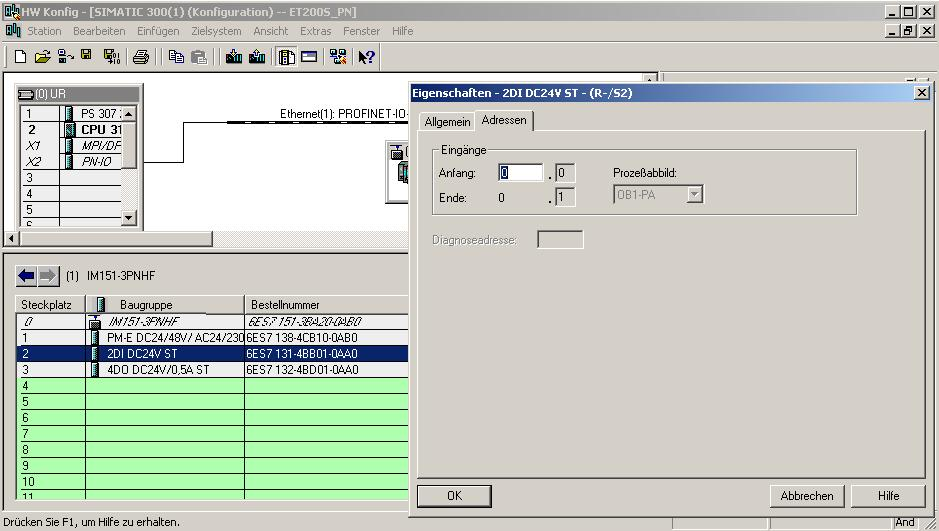 HW Konfig - [SIMATIC 300(1) (Konfiguration) -- ET200S_PN]
Station Bearbeiten Einfügen Zielsystem Ansicht Extras Fenster Hilfe
(0) UR
1 PS 307
2 CPU 31
X1 MPI/DP
X2 PN-IO
3
4
5
6
Ethernet(1): PROFINET-IO-
(1) IM151-3PNHF
Steckplatz Baugruppe Bestellnummer
0 IM151-3PNHF 6ES7 151-3BA20-0AB0
1 PM-E DC24/48V/ AC24/230 6ES7 138-4CB10-0AB0
2 2DI DC24V ST 6ES7 131-4BB01-0AA0
3 4DO DC24V/0,5A ST 6ES7 132-4BD01-0AA0
4
5
6
7
8
9
10
11
Eigenschaften - 2DI DC24V ST - (R-/S2)
Allgemein Adressen
Eingänge
Anfang: 0 . 0 Prozeßabbild:
Ende: 0 . 1 OB1-PA
Diagnoseadresse:
OK Abbrechen Hilfe
Drücken Sie F1, um Hilfe zu erhalten. And